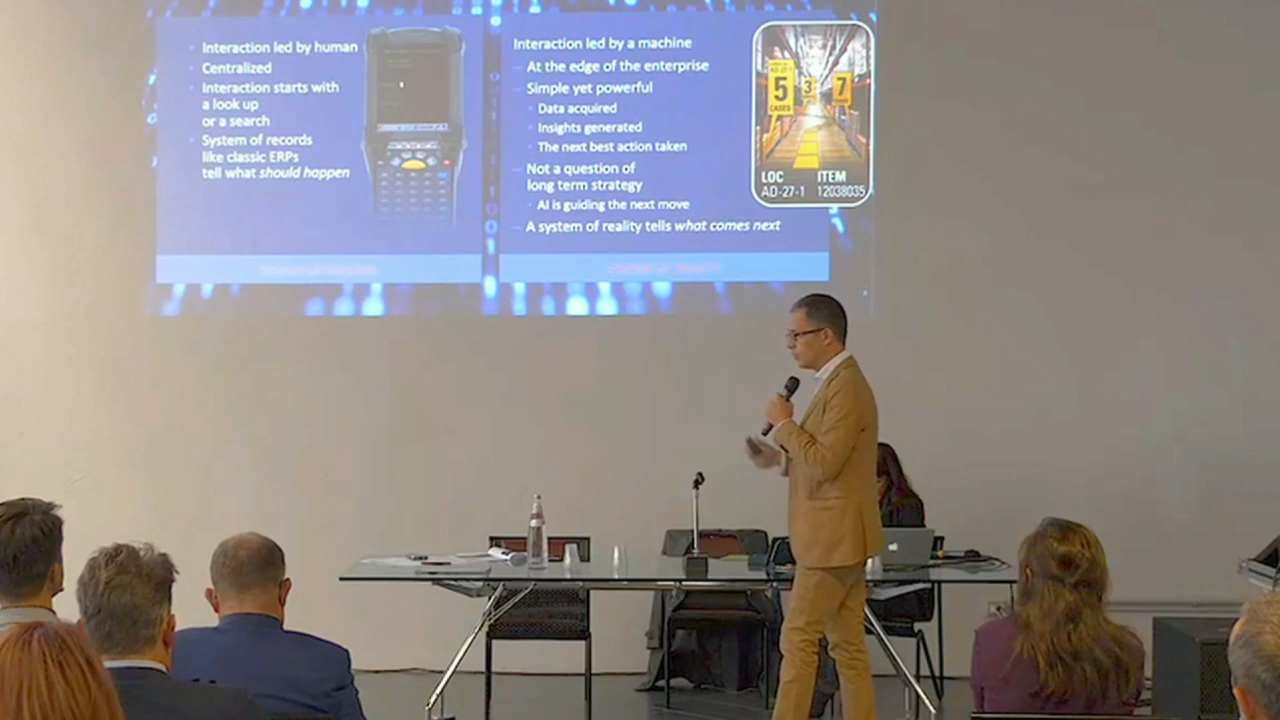 Interaction led by human
Centralized
Interaction starts with
a look up
or a search
System of records
like classic ERPs
tell what should happen
Interaction led by a machine
At the edge of the enterprise
Simple yet powerful
Data acquired
Insights generated
The next best action taken
Not a question of
long term strategy
AI is guiding the next move
A system of reality tells what comes next
5
CASES
3
7
LOC ITEM
AD-27-1 12038035